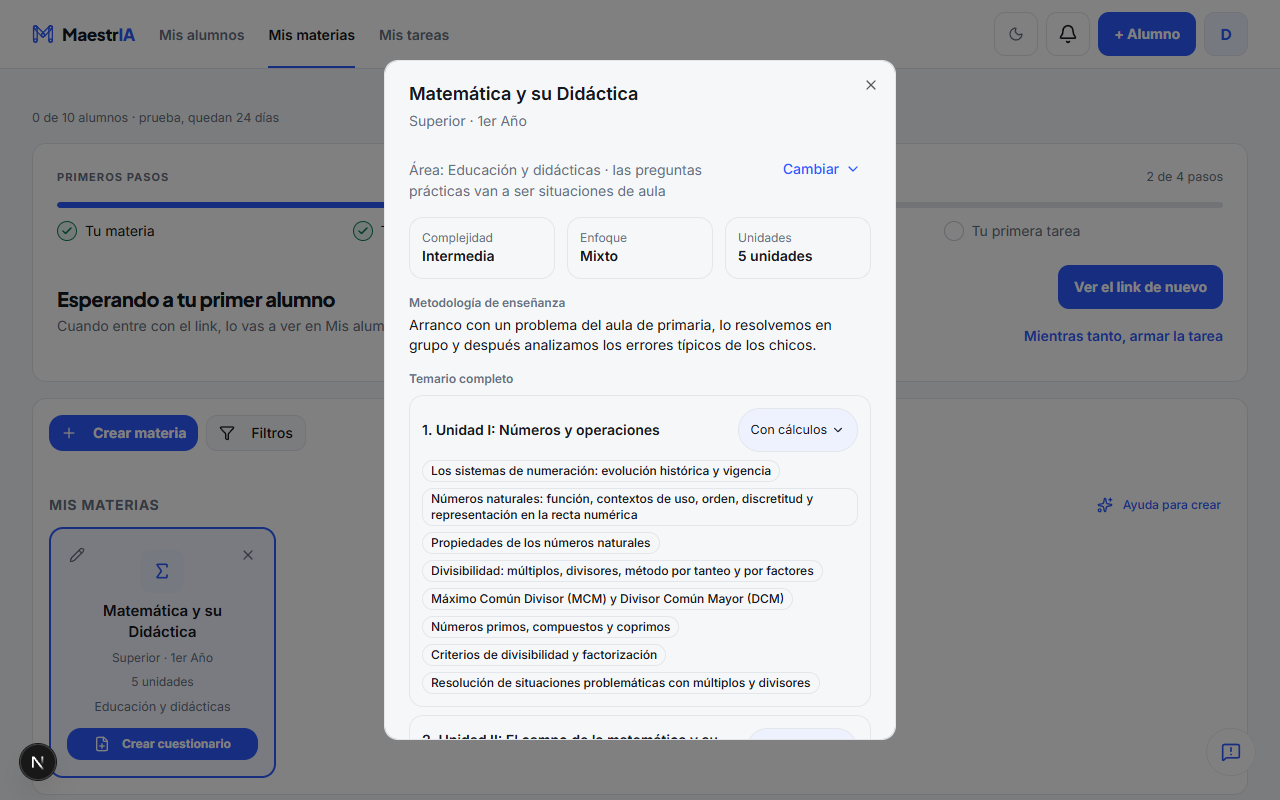 MaestrIA
Mis alumnos
Mis materias
Mis tareas
+ Alumno
D
0 de 10 alumnos · prueba, quedan 24 días
PRIMEROS PASOS
2 de 4 pasos
Tu materia
Tu primera tarea
Esperando a tu primer alumno
Cuando entre con el link, lo vas a ver en Mis alum
Ver el link de nuevo
Mientras tanto, armar la tarea
Crear materia
Filtros
MIS MATERIAS
Ayuda para crear
Matemática y su
Didáctica
Superior · 1er Año
5 unidades
Educación y didácticas
Crear cuestionario
N
Matemática y su Didáctica
Superior · 1er Año
Área: Educación y didácticas · las preguntas
prácticas van a ser situaciones de aula
Cambiar
Complejidad
Intermedia
Enfoque
Mixto
Unidades
5 unidades
Metodología de enseñanza
Arranco con un problema del aula de primaria, lo resolvemos en
grupo y después analizamos los errores típicos de los chicos.
Temario completo
1. Unidad I: Números y operaciones
Con cálculos
Los sistemas de numeración: evolución histórica y vigencia
Números naturales: función, contextos de uso, orden, discretitud y
representación en la recta numérica
Propiedades de los números naturales
Divisibilidad: múltiplos, divisores, método por tanteo y por factores
Máximo Común Divisor (MCM) y Divisor Común Mayor (DCM)
Números primos, compuestos y coprimos
Criterios de divisibilidad y factorización
Resolución de situaciones problemáticas con múltiplos y divisores
2. Unidad II: El campo de la matemática y su